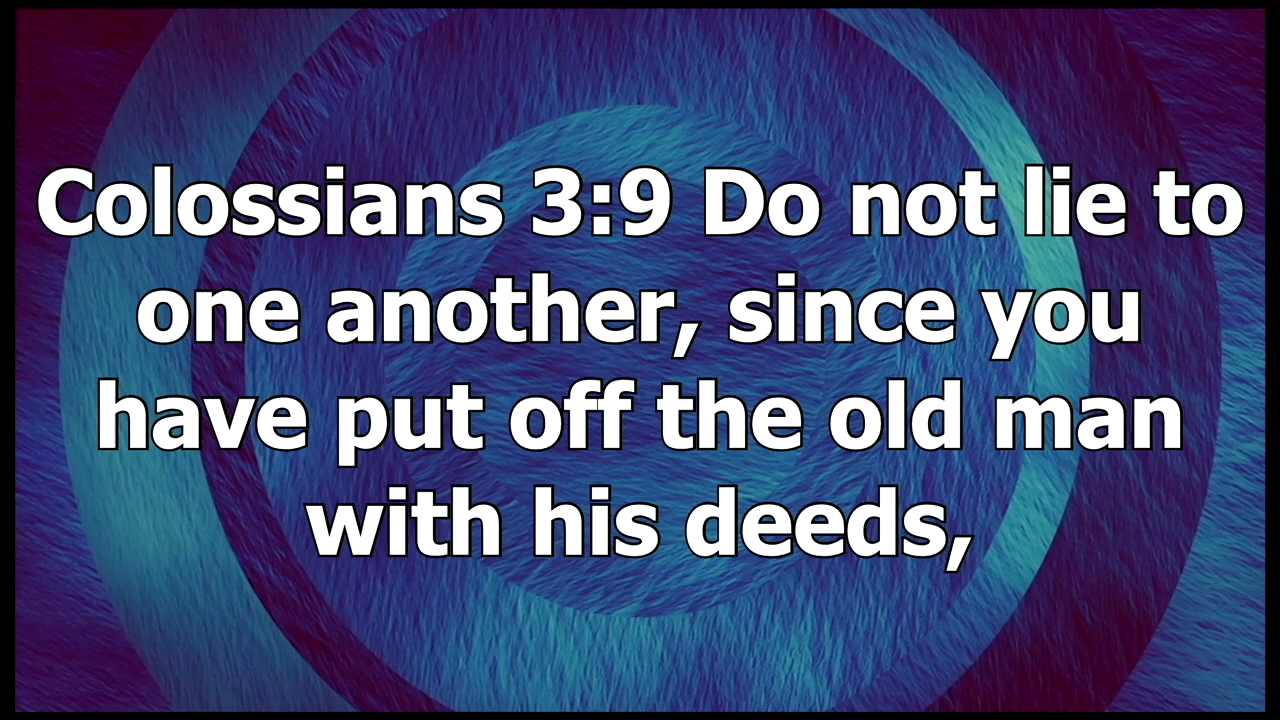 Colossians 3:9 Do not lie to
one another, since you
have put off the old man
with his deeds,